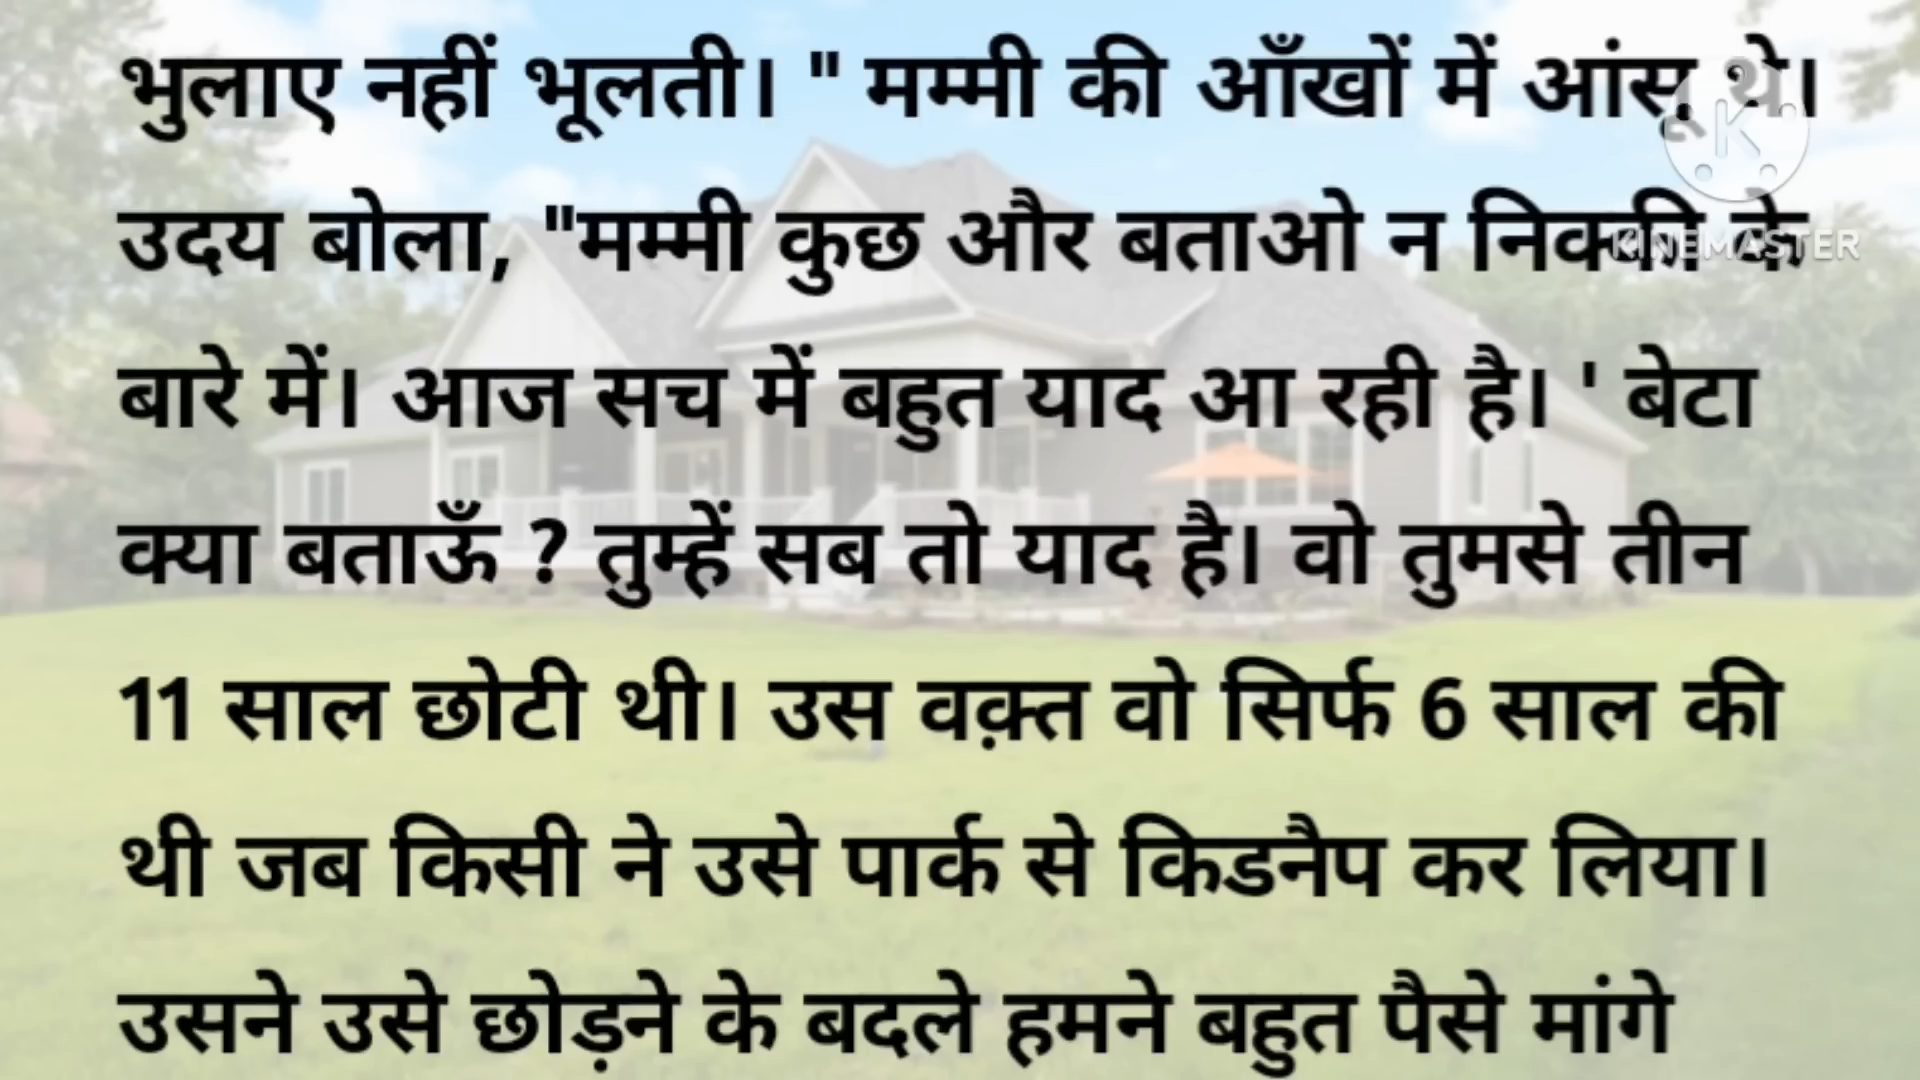 भुलाए नहीं भूलती। " मम्मी की आँखों में आंसू थे।
उदय बोला, "मम्मी कुछ और बताओ न निक्की के
बारे में। आज सच में बहुत याद आ रही है। ' बेटा
क्या बताऊँ ? तुम्हें सब तो याद है। वो तुमसे तीन
11 साल छोटी थी। उस वक़्त वो सिर्फ 6 साल की
थी जब किसी ने उसे पार्क से किडनैप कर लिया।
उसने उसे छोड़ने के बदले हमने बहुत पैसे मांगे
K
KINEMASTER